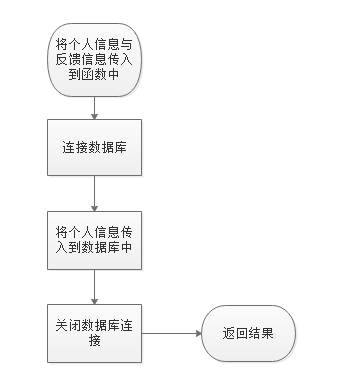 将个人信息与
反馈信息传入
到函数中
连接数据库
将个人信息传
入到数据库中
关闭数据库连
接
返回结果